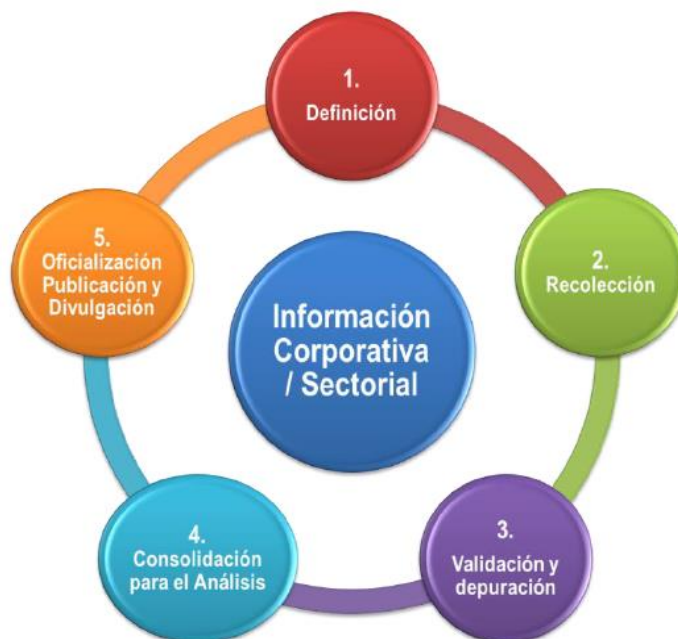 1.
Definición
2.
Recolección
3.
Validación y
depuración
4.
Consolidación
para el Análisis
5.
Oficialización
Publicación y
Divulgación
Información
Corporativa
/ Sectorial